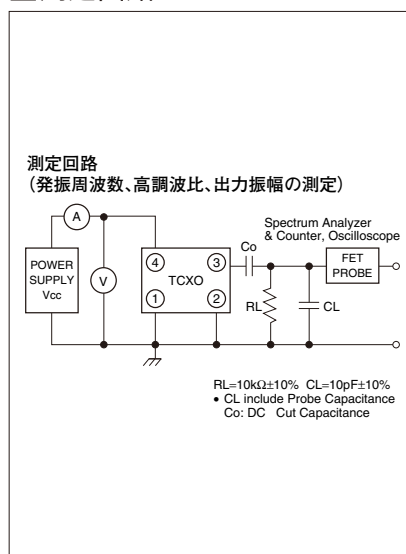 測定回路
(発振周波数、高調波比、出力振幅の測定)
A
POWER
SUPPLY
Vcc
V
4
3
TCXO
1
2
Co
Spectrum Analyzer
& Counter, Oscilloscope
FET
PROBE
RL
CL
RL=10kΩ±10% CL=10pF±10%
• CL include Probe Capacitance
Co: DC Cut Capacitance